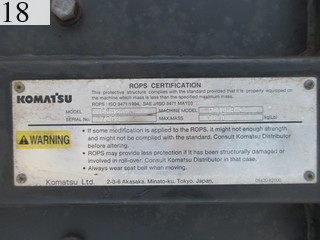 18
ROPS CERTIFICATION
This protective structure complies with the standard provided that it is properly equipped on
the machine which mass is less than the specified maximum mass.
ROPS : ISO 3471:1994, SAE J/ISO 3471
KOMATSU
MODEL MACHINE MODEL
SERIAL NO. MAX.MASS
WARNING
• If some modification is applied to the ROPS, it might not enough strength,
and might not be complied with the standard. Consult Komatsu Distributor
before altering.
• ROPS may provide less protection if it has been structurally damaged or
involved in roll-over. Consult Komatsu Distributor in that case.
• Always wear seat belt when moving.
Komatsu Ltd. 2-3-6 Akasaka, Minato-ku, Tokyo, Japan.